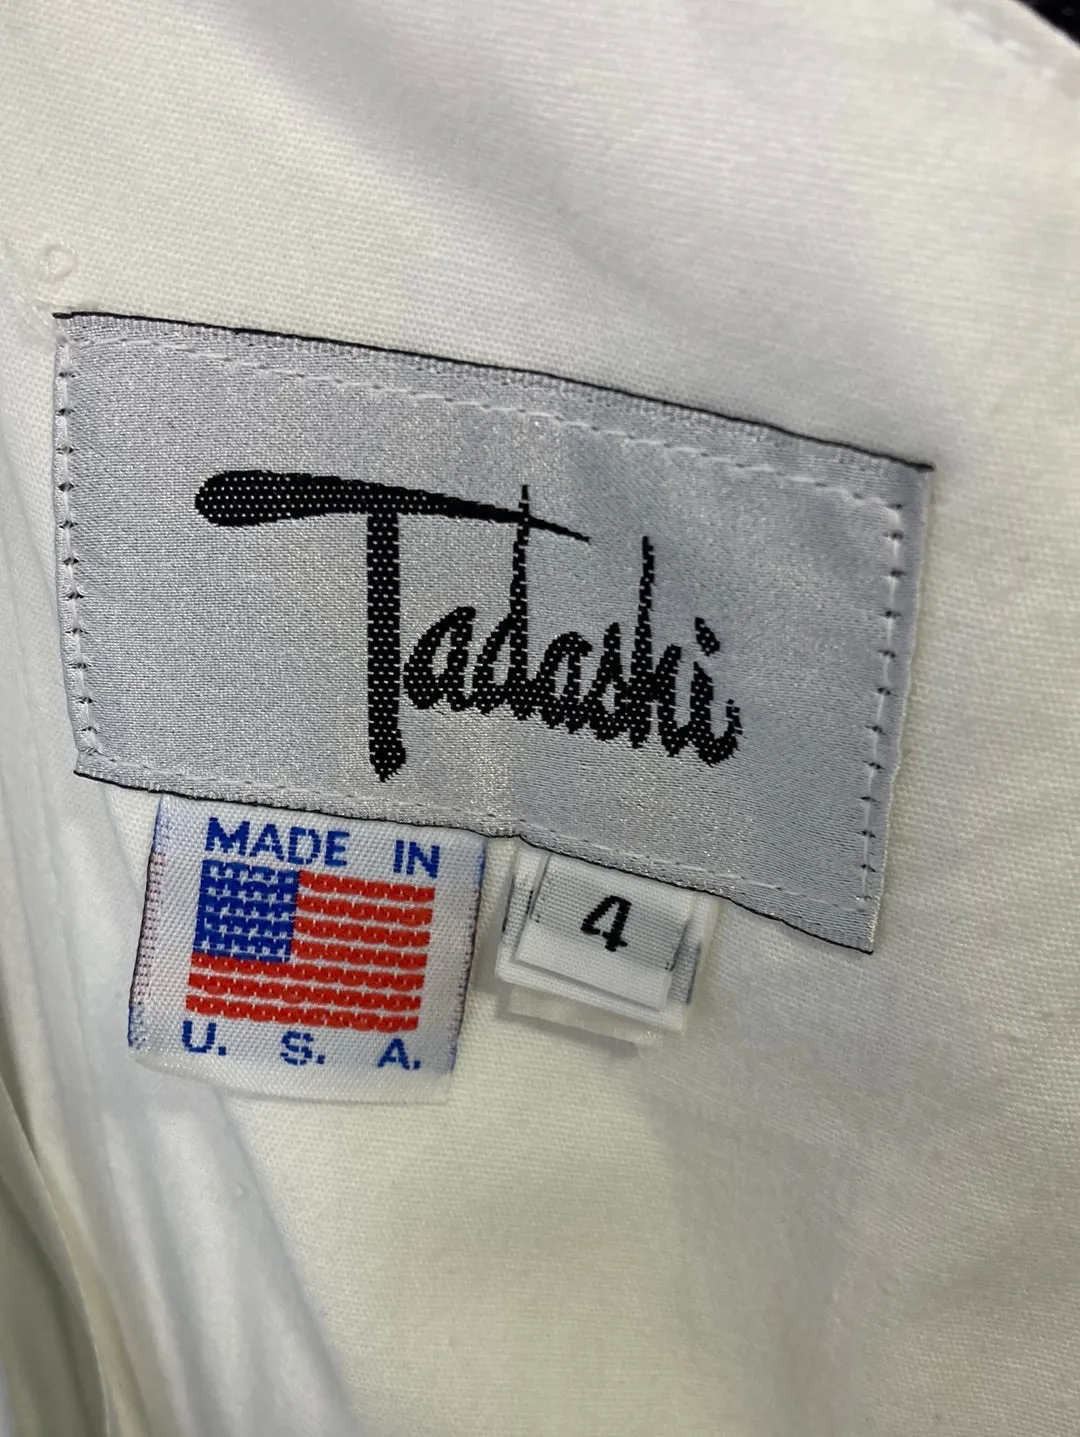 Tadashi
MADE IN
U. S. A.
4